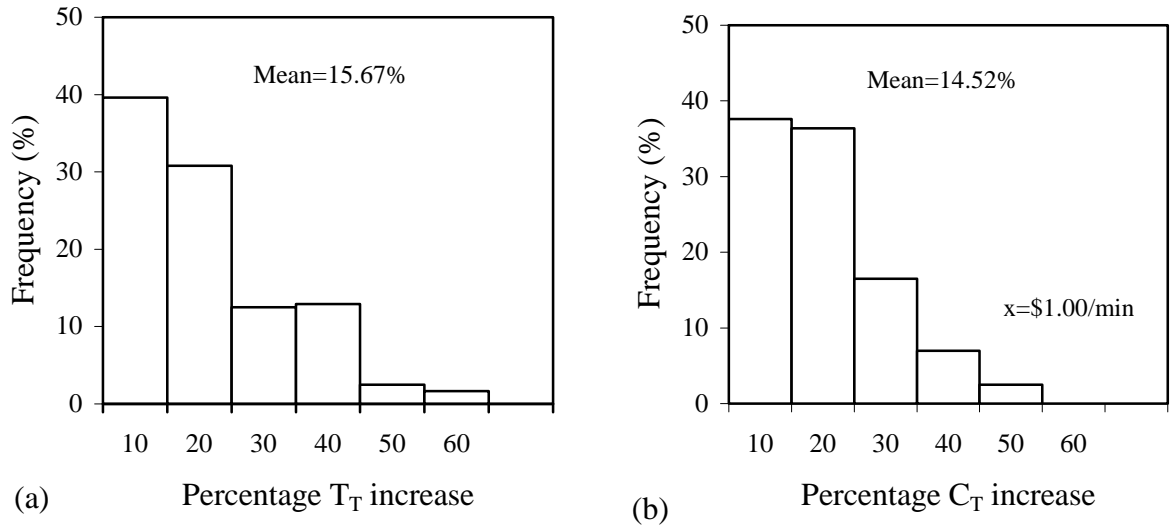 50
40
30
20
10
0
Frequency (%)
Mean=15.67%
10 20 30 40 50 60
Percentage T_T increase
(a)
50
40
30
20
10
0
Frequency (%)
Mean=14.52%
x=$1.00/min
10 20 30 40 50 60
Percentage C_T increase
(b)